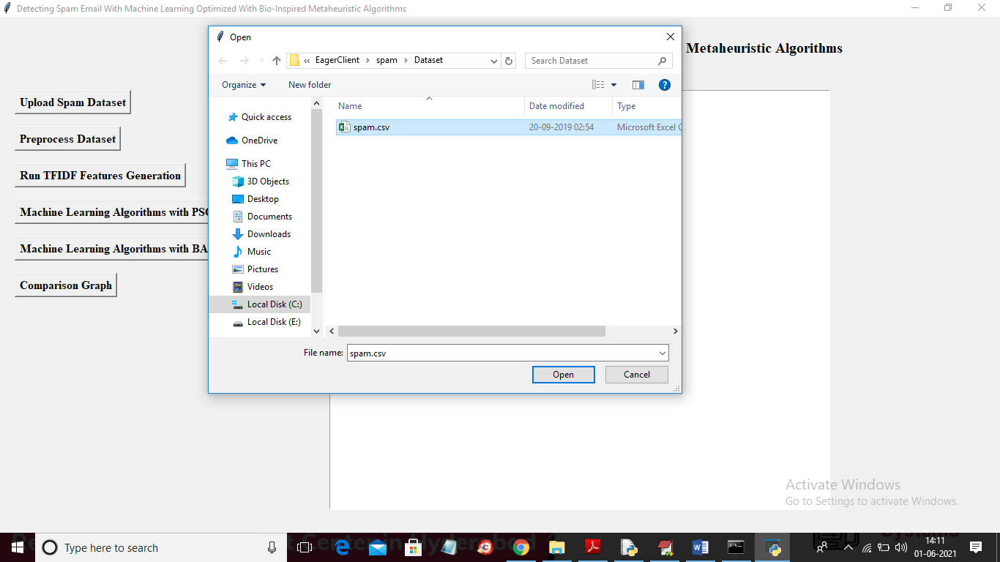 Detecting Spam Email With Machine Learning Optimized With Bio-Inspired Metaheuristic Algorithms
Metaheuristic Algorithms
Upload Spam Dataset
Preprocess Dataset
Run TFIDF Features Generation
Machine Learning Algorithms with PSO
Machine Learning Algorithms with BA
Comparison Graph
Open
« EagerClient › spam › Dataset
Search Dataset
Organize
New folder
Quick access
OneDrive
This PC
3D Objects
Desktop
Documents
Downloads
Music
Pictures
Videos
Local Disk (C:)
Local Disk (E:)
Name Date modified Type
spam.csv 20-09-2019 02:54 Microsoft Excel
File name: spam.csv
Open Cancel
Activate Windows
Go to Settings to activate Windows.
Type here to search
14:11
01-06-2021